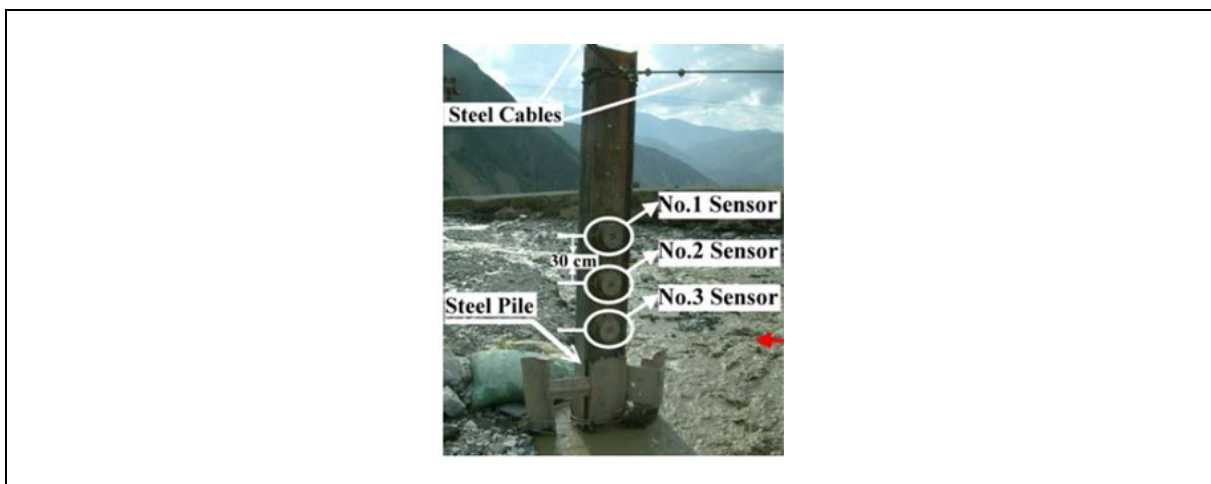 Steel Cables
No.1 Sensor
30 cm
No.2 Sensor
No.3 Sensor
Steel Pile